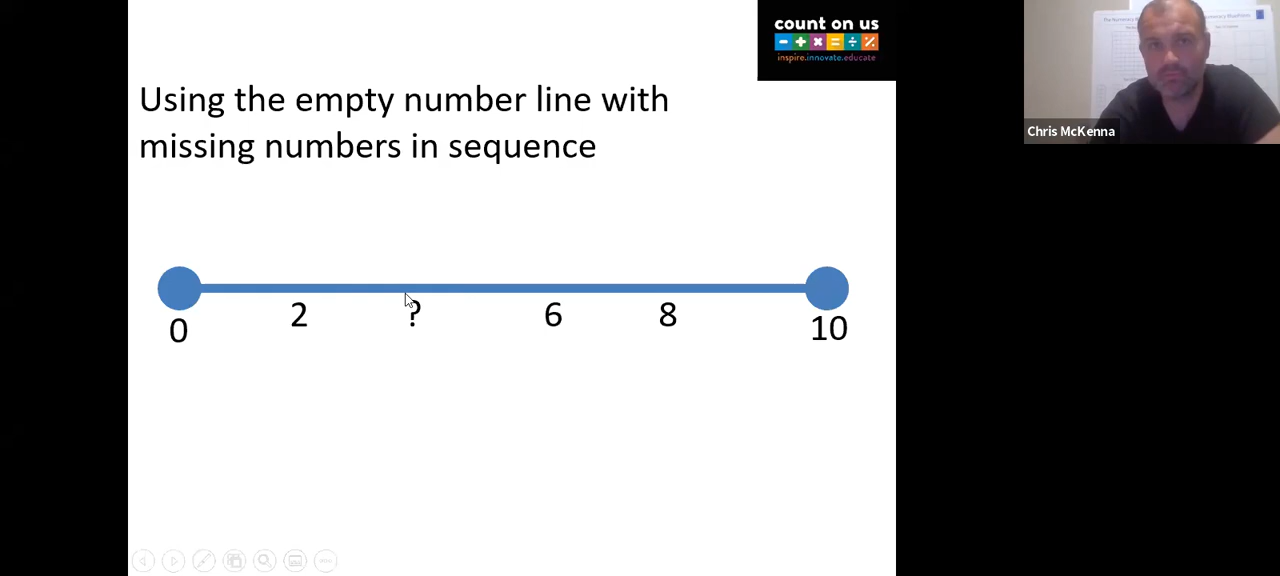 count on us
− + × = ÷ %
inspire.innovate.educate
Using the empty number line with
missing numbers in sequence
0 2 ? 6 8 10
Chris McKenna